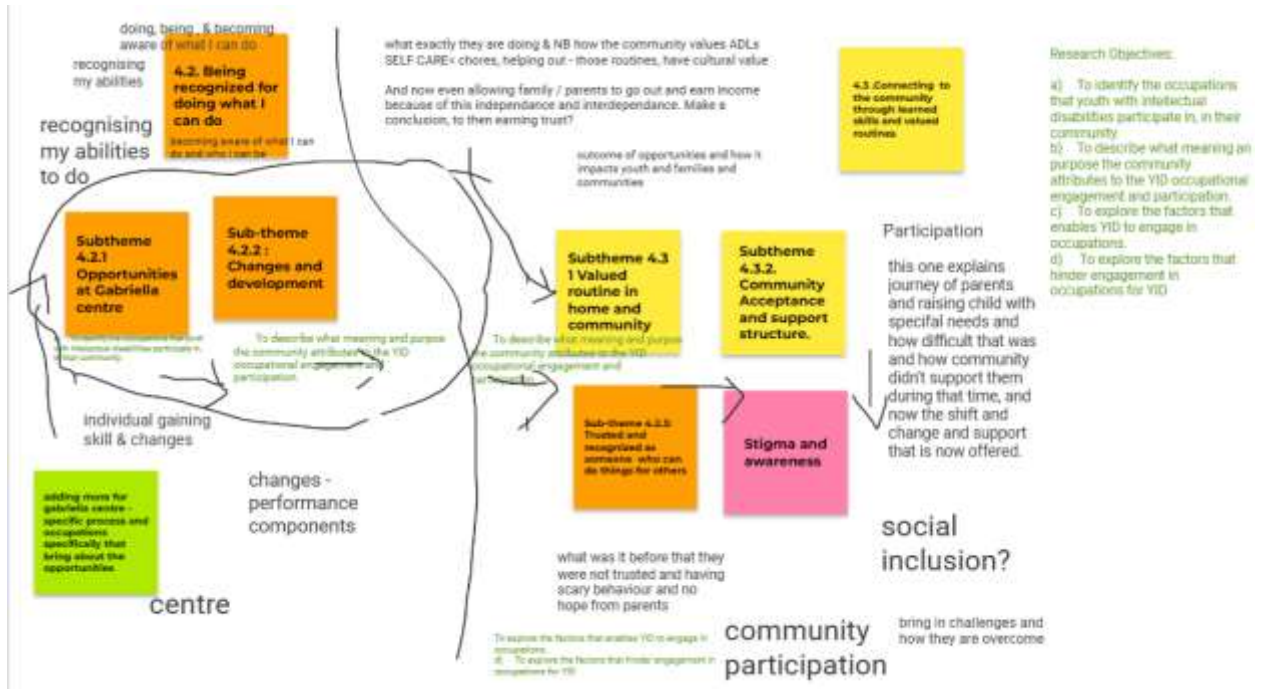 doing, being , & becoming
aware of what I can do
recognising
my abilities
4.2. Being
recognized for
doing what I
can do
becoming aware of what I can
do and who I can be
recognising
my abilities
to do
what exactly they are doing & NB how the community values ADLs
SELF CARE< chores, helping out - those routines, have cultural value
And now even allowing family / parents to go out and earn income
because of this independence and interdependence. Make a
conclusion, to then earning trust?
outcome of opportunities and how it
impacts youth and families and
communities
4.3 .Connecting to
the community
through learned
skills and valued
routines
Research Objectives:
a) To identify the occupations
that youth with intellectual
disabilities participate in, in their
community
b) To describe what meaning an
purpose the community
attributes to the YID occupational
engagement and participation.
c) To explore the factors that
enables YID to engage in
occupations.
d) To explore the factors that
hinder engagement in
occupations for YID
Subtheme
4.2.1
Opportunities
at Gabriella
centre
Sub-theme
4.2.2 :
Changes and
development
Subtheme 4.3
1 Valued
routine in
home and
community
Subtheme
4.3.2.
Community
Acceptance
and support
structure.
Participation
this one explains
journey of parents
and raising child with
specifal needs and
how difficult that was
and how community
didn't support them
during that time, and
now the shift and
change and support
that is now offered.
To describe what meaning and purpose
the community attributes to the YID
occupational engagement and
participation.
To describe what meaning and purpose
the community attributes to the YID
occupational engagement and
individual gaining
skill & changes
Sub-theme 4.2.3:
Trusted and
recognized as
someone who can
do things for others
Stigma and
awareness
adding more for
gabriella centre -
specific process and
occupations
specifically that
bring about the
opportunities
changes -
performance
components
centre
what was it before that they
were not trusted and having
scary behaviour and no
hope from parents
social
inclusion?
To explore the factors that enables YID to engage in
occupations.
d) To explore the factors that hinder engagement in
occupations for YID
community
participation
bring in challenges and
how they are overcome